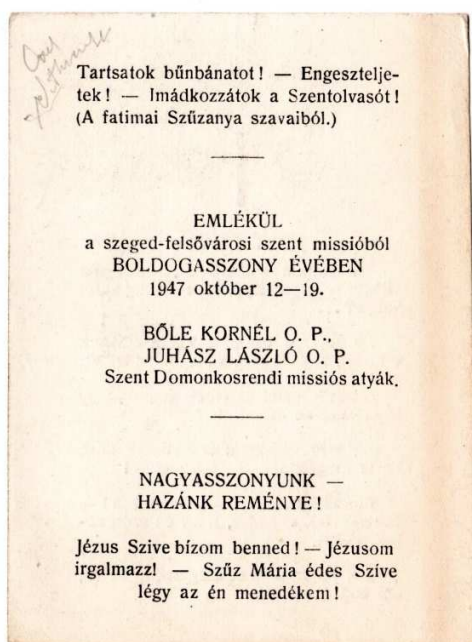 Tartsatok bűnbánatot! — Engesztelje-
tek! — Imádkozzátok a Szentolvasót!
(A fatimai Szűzanya szavaiból.)
EMLÉKÜL
a szeged-felsővárosi szent missióból
BOLDOGASSZONY ÉVÉBEN
1947 október 12—19.
BŐLE KORNÉL O. P.,
JUHÁSZ LÁSZLÓ O. P.
Szent Domonkosrendi missiós atyák.
NAGYASSZONYUNK —
HAZÁNK REMÉNYE!
Jézus Szive bízom benned! — Jézusom
irgalmazz! — Szűz Mária édes Szíve
légy az én menedékem!